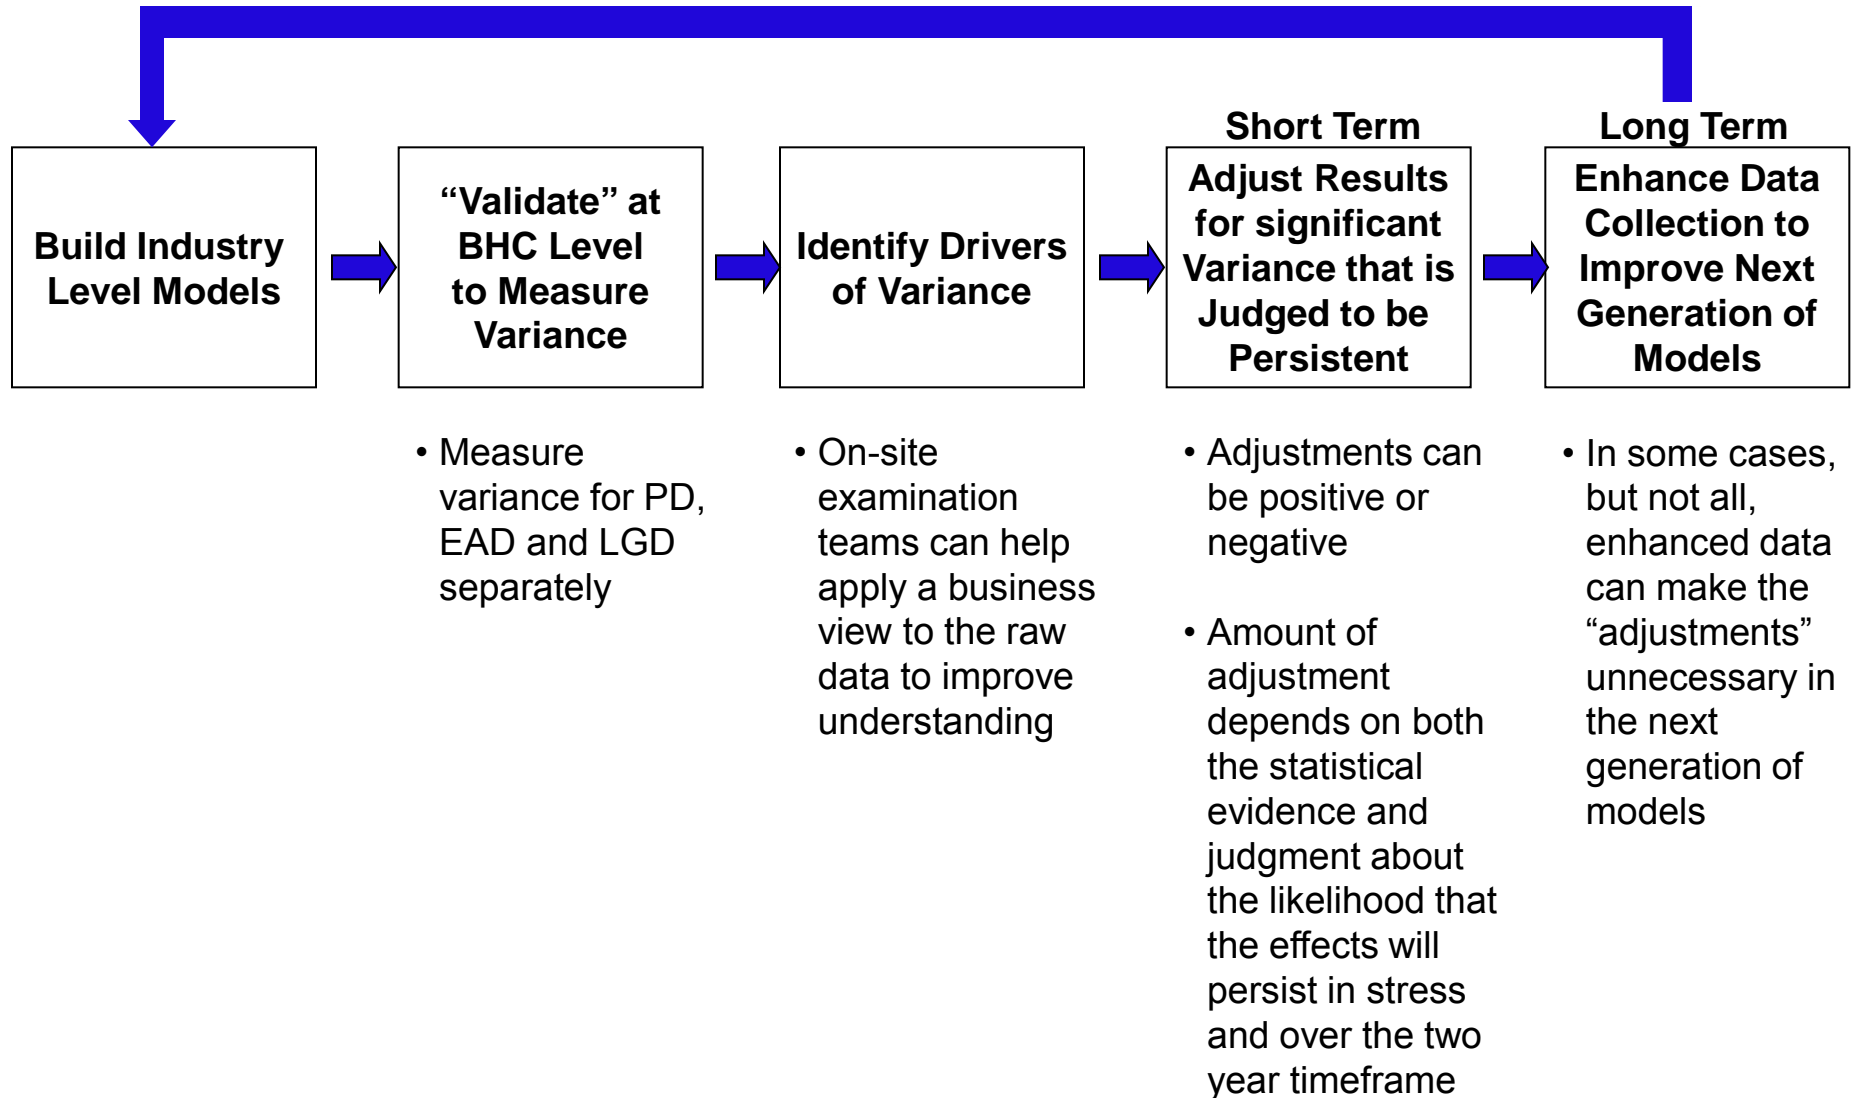 Build Industry
Level Models
“Validate” at
BHC Level
to Measure
Variance
Identify Drivers
of Variance
Short Term
Adjust Results
for significant
Variance that is
Judged to be
Persistent
Long Term
Enhance Data
Collection to
Improve Next
Generation of
Models
• Measure
variance for PD,
EAD and LGD
separately
• On-site
examination
teams can help
apply a business
view to the raw
data to improve
understanding
• Adjustments can
be positive or
negative
• Amount of
adjustment
depends on both
the statistical
evidence and
judgment about
the likelihood that
the effects will
persist in stress
and over the two
year timeframe
• In some cases,
but not all,
enhanced data
can make the
“adjustments”
unnecessary in
the next
generation of
models